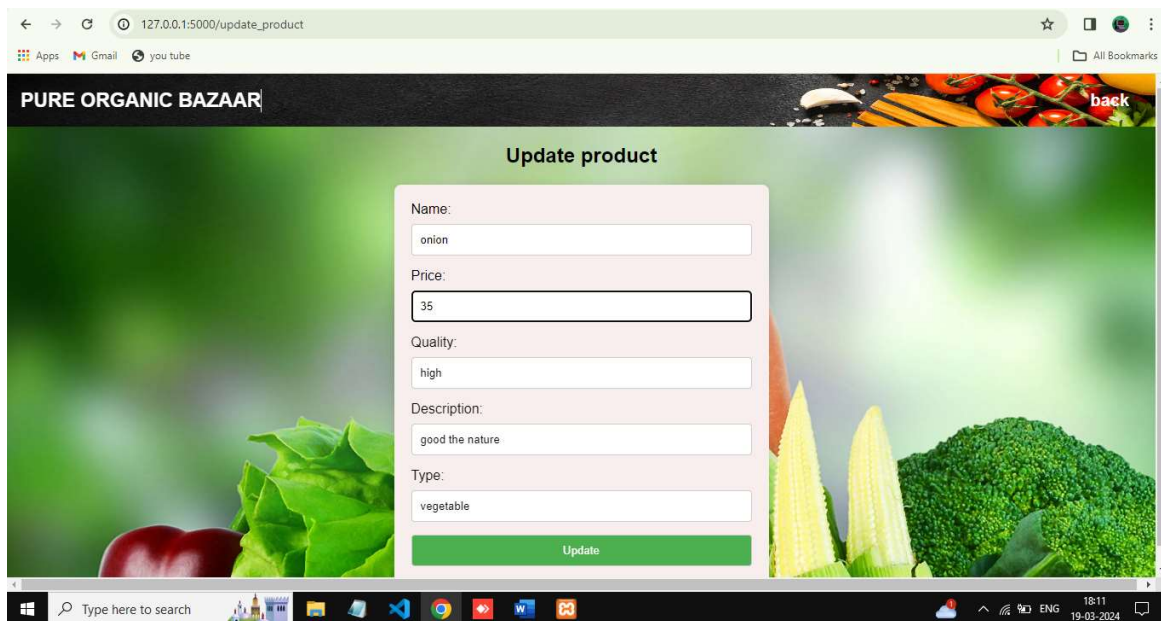 127.0.0.1:5000/update_product
Apps Gmail you tube All Bookmarks
PURE ORGANIC BAZAAR back
Update product
Name:
onion
Price:
35
Quality:
high
Description:
good the nature
Type:
vegetable
Update
Type here to search ENG 18:11
19-03-2024